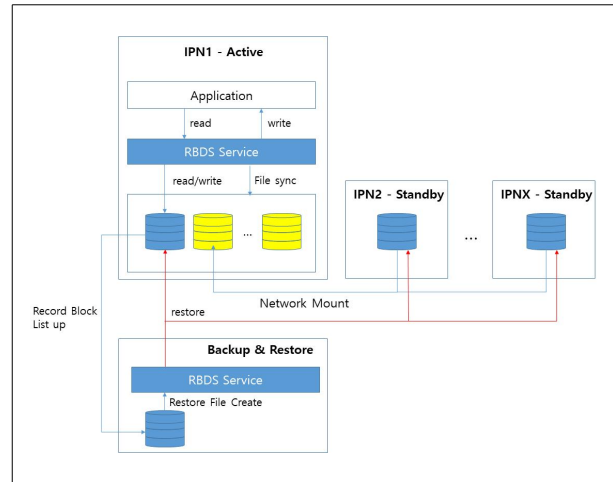 IPN1 - Active
Application
read
write
RBDS Service
read/write
File sync
...
IPN2 - Standby
...
IPNX - Standby
Network Mount
restore
Record Block
List up
Backup & Restore
RBDS Service
Restore File Create